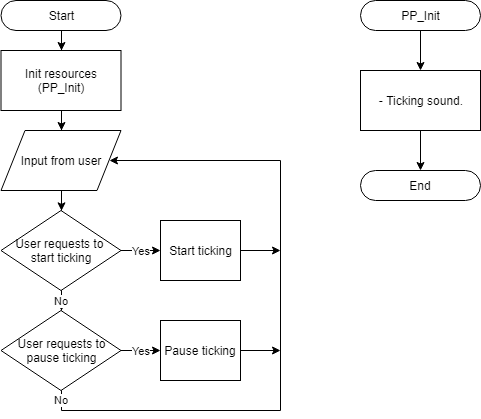 Start
Init resources
(PP_Init)
Input from user
User requests to
start ticking
Yes
Start ticking
No
User requests to
pause ticking
Yes
Pause ticking
No
PP_Init
- Ticking sound.
End